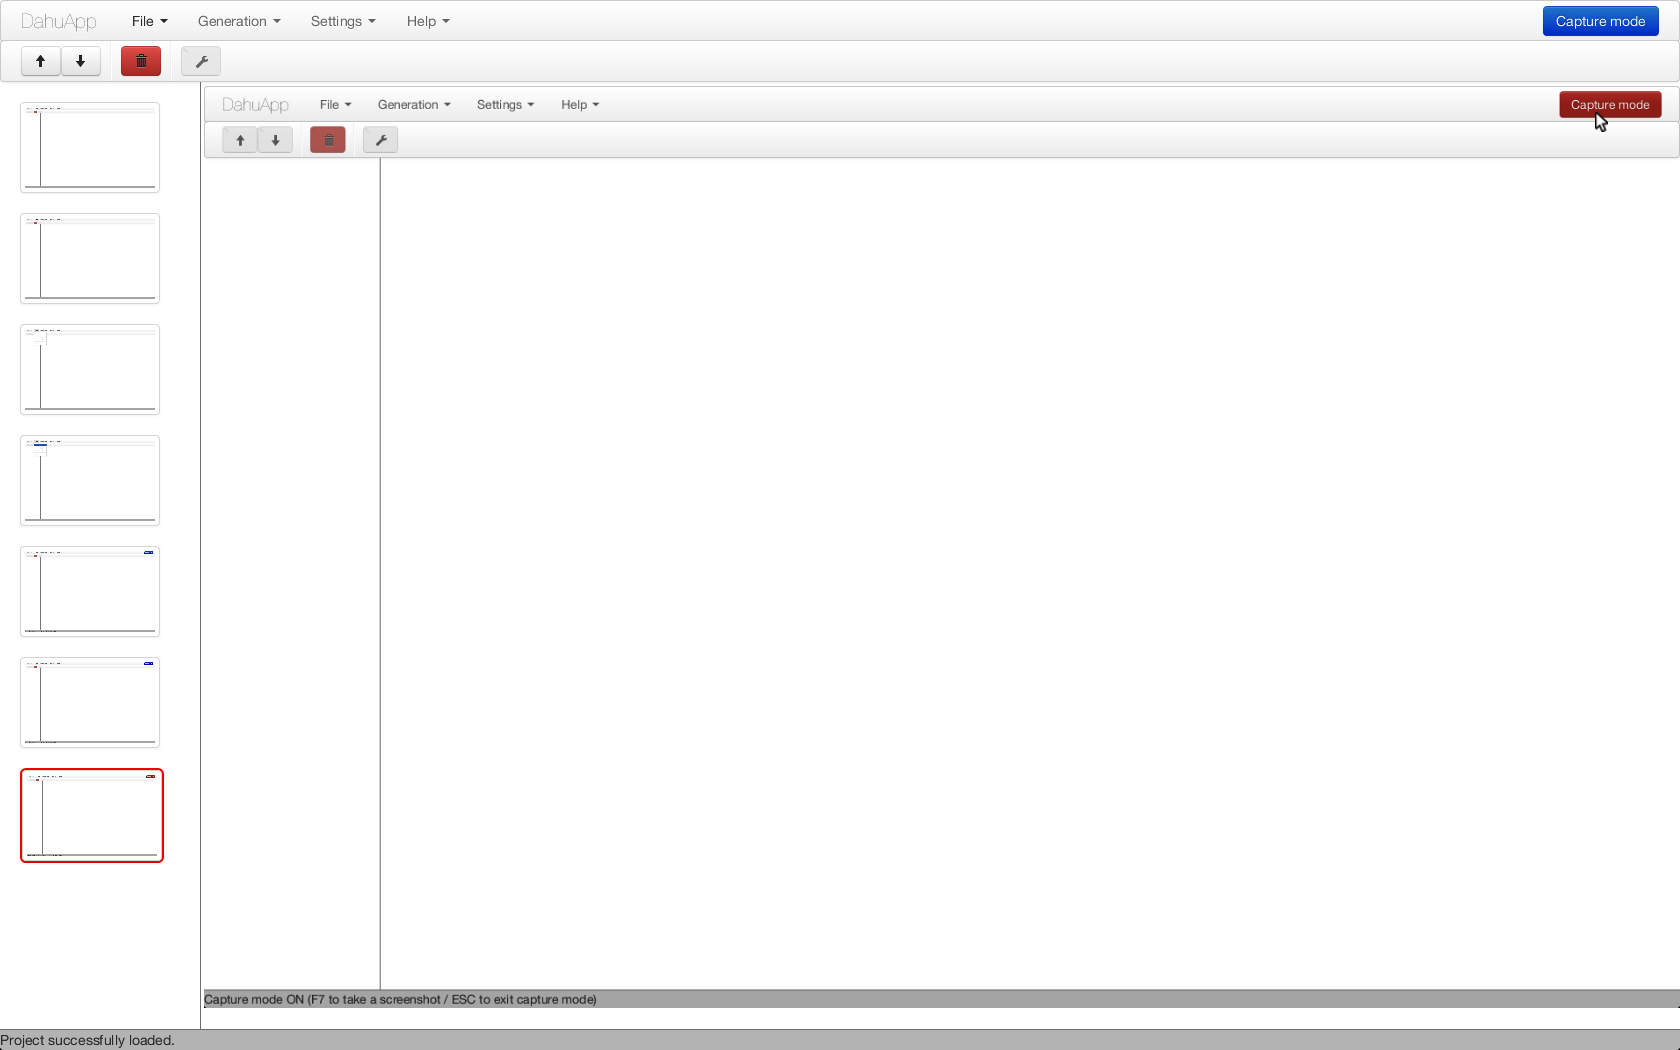 DahuApp File Generation Settings Help Capture mode
DahuApp File Generation Settings Help Capture mode
Capture mode ON (F7 to take a screenshot / ESC to exit capture mode)
Project successfully loaded.